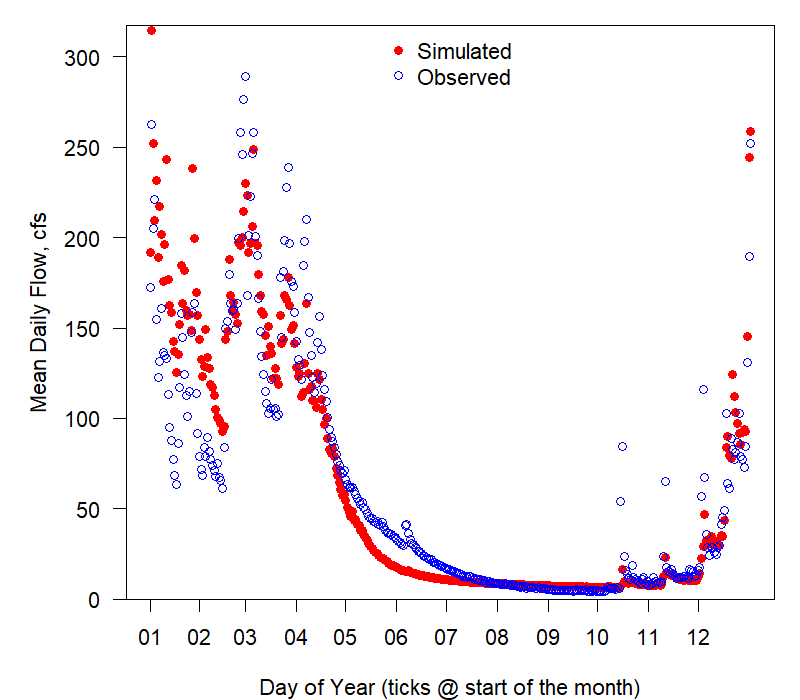 Simulated
Observed
300
250
200
150
100
50
0
Mean Daily Flow, cfs
01 02 03 04 05 06 07 08 09 10 11 12
Day of Year (ticks @ start of the month)